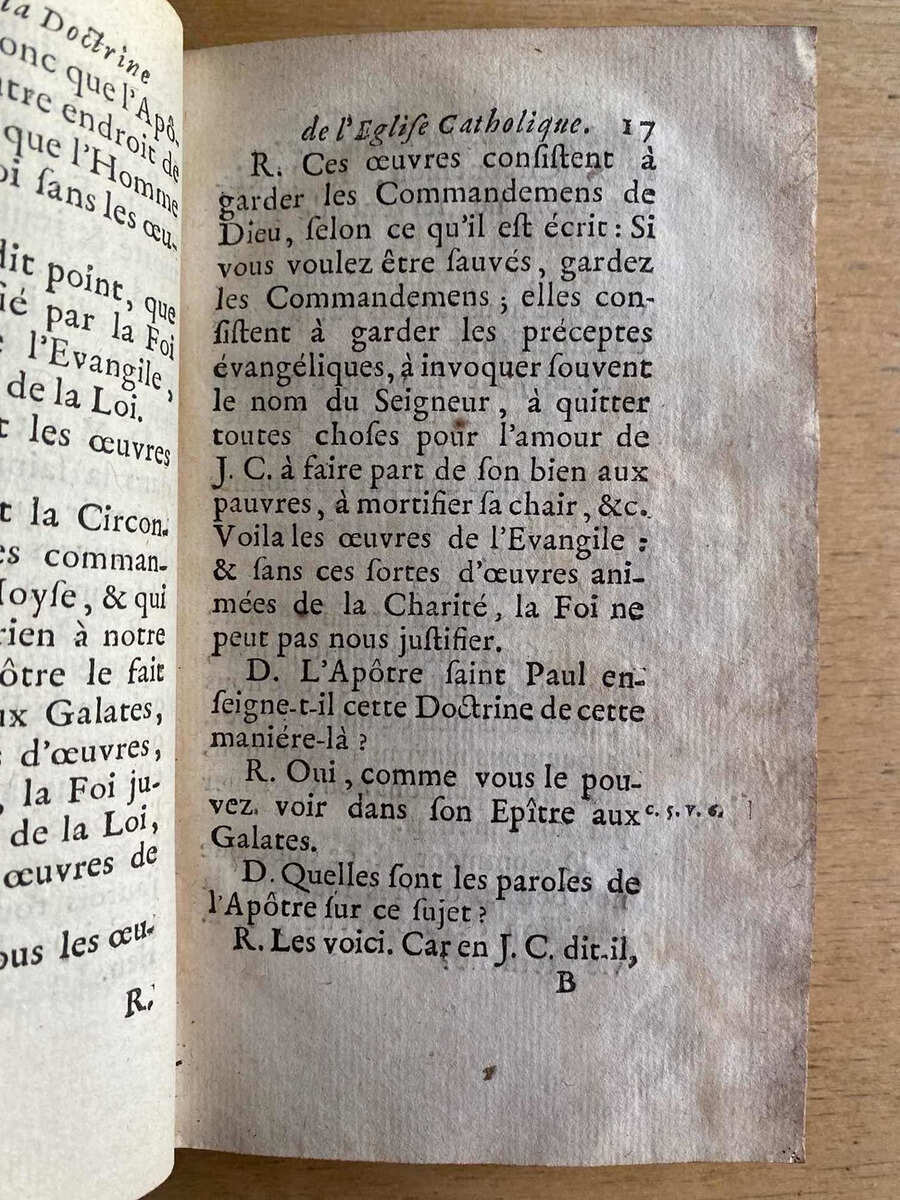 la Doctrine
onc que l'Apô-
tre endroit de
que l'Homme
oi ſans les œu-
dit point, que
ié par la Foi
l'Evangile,
de la Loi.
t les œuvres
t la Circon-
es comman-
Moyſe, & qui
rien à notre
pôtre le fait
ux Galates,
d'œuvres,
, la Foi ju-
de la Loi,
œuvres de
ous les œu-
R.
de l'Egliſe Catholique. 17
R. Ces œuvres conſiſtent à
garder les Commandemens de
Dieu, ſelon ce qu'il eſt écrit : Si
vous voulez être ſauvés, gardez
les Commandemens ; elles con-
ſiſtent à garder les préceptes
évangéliques, à invoquer ſouvent
le nom du Seigneur, à quitter
toutes choſes pour l'amour de
J. C. à faire part de ſon bien aux
pauvres, à mortifier ſa chair, &c.
Voila les œuvres de l'Evangile :
& ſans ces ſortes d'œuvres ani-
mées de la Charité, la Foi ne
peut pas nous juſtifier.
D. L'Apôtre ſaint Paul en-
ſeigne-t-il cette Doctrine de cette
maniére-là ?
R. Oui, comme vous le pou-
vez voir dans ſon Epître aux c. 5. v. 6.
Galates.
D. Quelles ſont les paroles de
l'Apôtre ſur ce ſujet ?
R. Les voici. Car en J. C. dit-il,
B